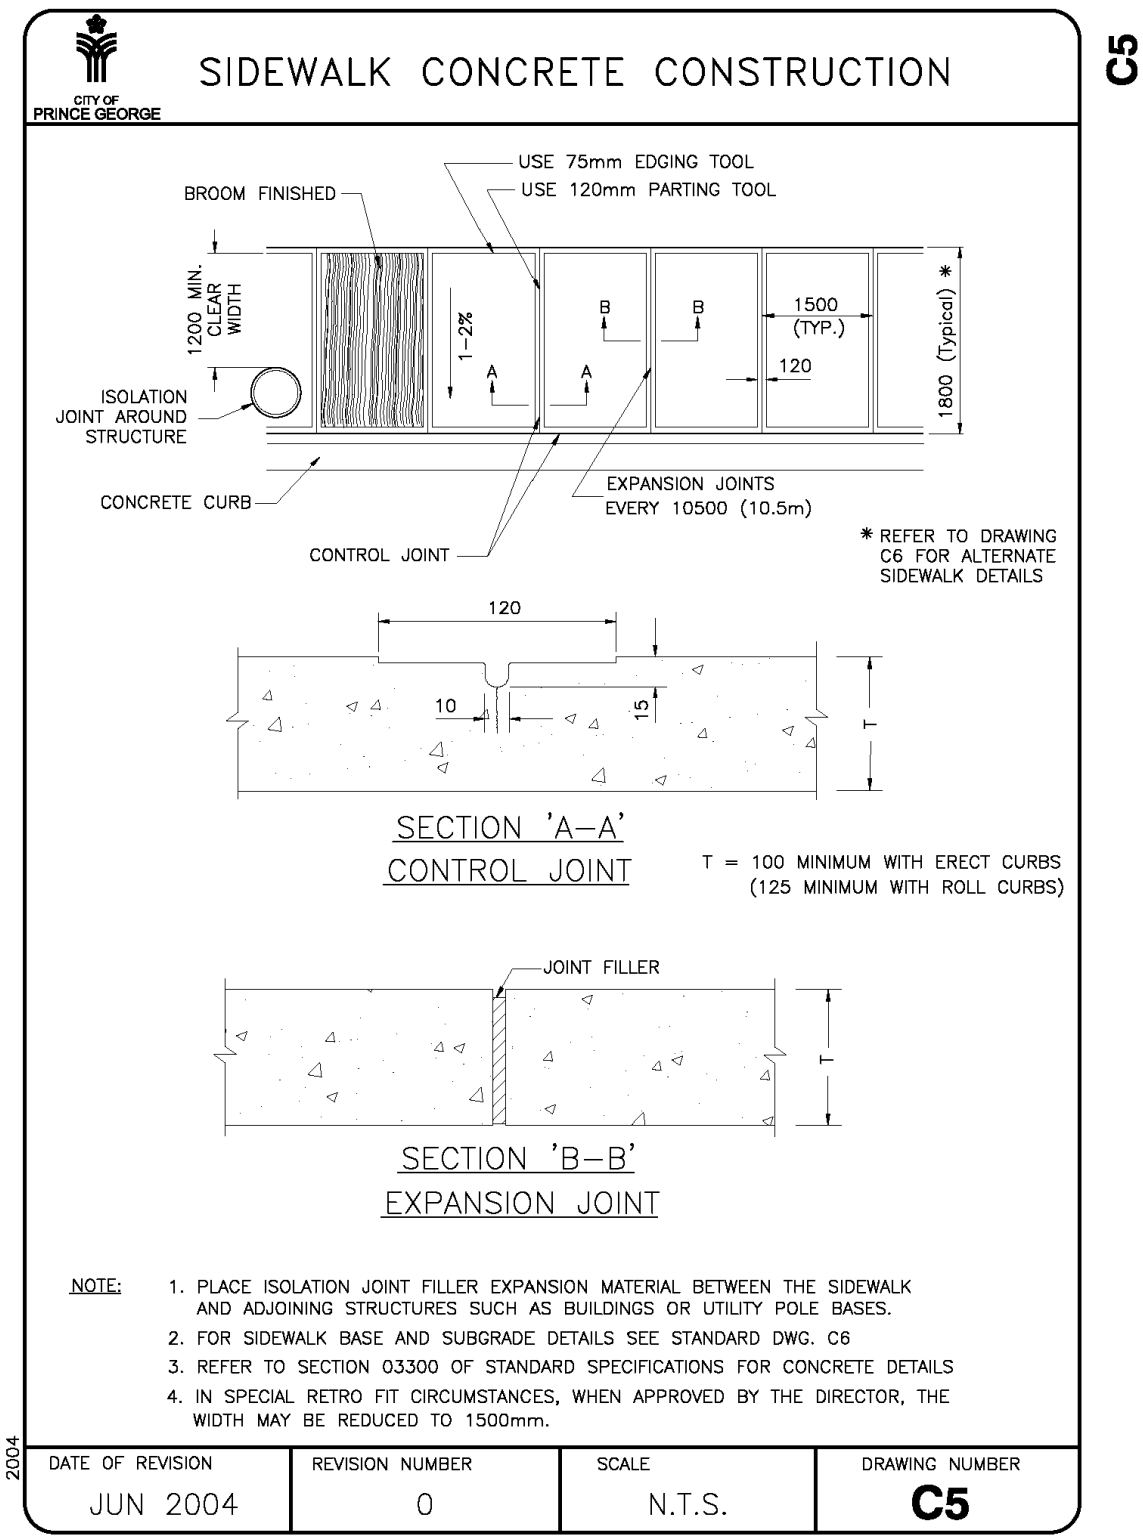 C5
CITY OF
PRINCE GEORGE
SIDEWALK CONCRETE CONSTRUCTION
USE 75mm EDGING TOOL
USE 120mm PARTING TOOL
BROOM FINISHED
1200 MIN.
CLEAR
WIDTH
1-2%
B B
A A
1500
(TYP.)
120
1800 (Typical) *
ISOLATION
JOINT AROUND
STRUCTURE
CONCRETE CURB
EXPANSION JOINTS
EVERY 10500 (10.5m)
CONTROL JOINT
* REFER TO DRAWING
C6 FOR ALTERNATE
SIDEWALK DETAILS
120
10
15
T
SECTION 'A-A'
CONTROL JOINT
T = 100 MINIMUM WITH ERECT CURBS
(125 MINIMUM WITH ROLL CURBS)
JOINT FILLER
T
SECTION 'B-B'
EXPANSION JOINT
NOTE: 1. PLACE ISOLATION JOINT FILLER EXPANSION MATERIAL BETWEEN THE SIDEWALK
AND ADJOINING STRUCTURES SUCH AS BUILDINGS OR UTILITY POLE BASES.
2. FOR SIDEWALK BASE AND SUBGRADE DETAILS SEE STANDARD DWG. C6
3. REFER TO SECTION 03300 OF STANDARD SPECIFICATIONS FOR CONCRETE DETAILS
4. IN SPECIAL RETRO FIT CIRCUMSTANCES, WHEN APPROVED BY THE DIRECTOR, THE
WIDTH MAY BE REDUCED TO 1500mm.
2004
DATE OF REVISION
JUN 2004
REVISION NUMBER
0
SCALE
N.T.S.
DRAWING NUMBER
C5